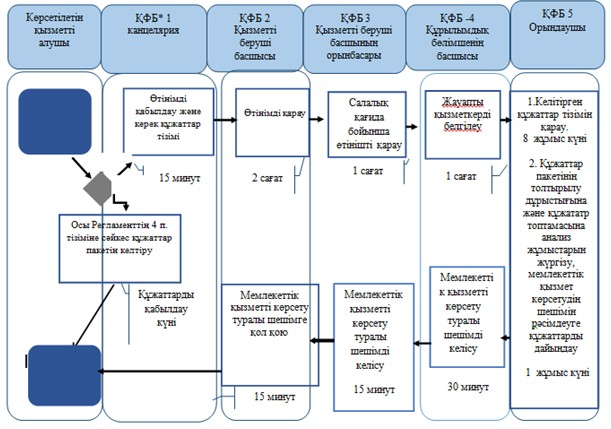 Көрсетілетін
қызметті
алушы
ҚФБ* 1
канцелярия
ҚФБ 2
Қызметті
беруші
басшысы
ҚФБ 3
Қызметті беруші
басшының
орынбасары
ҚФБ -4
Құрылымдық
бөлімшенің
басшысы
ҚФБ 5
Орындаушы
Өтінімді
қабылдау және
керек құжаттар
тізімі
15 минут
Өтінімді қарау
2 сағат
Салалық
қағида
бойынша
өтінішті қарау
1 сағат
Жауапты
қызметкерді
белгілеу
1 сағат
1.Келітірген
құжаттар тізімін
қарау.
8 жұмыс күні
2. Құжаттар
пакетінің
толтырылу
дұрыстығына
және құжататр
топтамасына
анализ
жұмыстарын
жүргізу,
мемлекеттік
қызмет
көрсетудін
шешімін
рәсімдеуге
құжаттарды
дайындау
1 жұмыс күні
Осы Регламенттің 4 п.
тізіміне сәйкес құжаттар
пакетін келтіру
Құжаттарды
қабылдау
күні
Мемлекеттік
қызметті көрсету
туралы шешімге
қол қою
15 минут
Мемлекеттік
қызметті
көрсету
туралы
шешімді
келісу
15 минут
Мемлекетті
к қызметті
көрсету
туралы
шешімді
келісу
30 минут